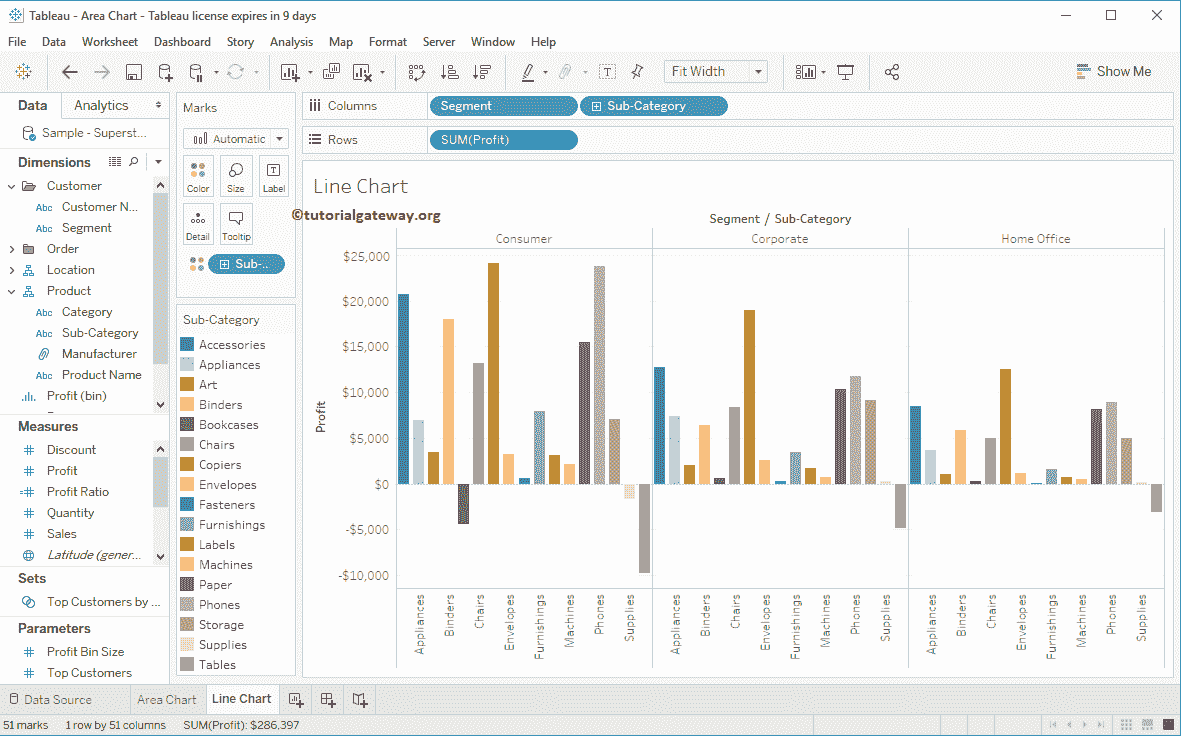 Tableau - Area Chart - Tableau license expires in 9 days
File Data Worksheet Dashboard Story Analysis Map Format Server Window Help
Fit Width
Show Me
Data Analytics
Sample - Superst...
Dimensions
Customer
Abc Customer N...
Abc Segment
Order
Location
Product
Abc Category
Abc Sub-Category
Manufacturer
Abc Product Name
Profit (bin)
Measures
Discount
Profit
Profit Ratio
Quantity
Sales
Latitude (gener...
Sets
Top Customers by ...
Parameters
Profit Bin Size
Top Customers
Marks
Automatic
Color Size Label
Detail Tooltip
Sub-..
Sub-Category
Accessories
Appliances
Art
Binders
Bookcases
Chairs
Copiers
Envelopes
Fasteners
Furnishings
Labels
Machines
Paper
Phones
Storage
Supplies
Tables
Columns Segment Sub-Category
Rows SUM(Profit)
Line Chart
©tutorialgateway.org
Segment / Sub-Category
Consumer Corporate Home Office
Profit
$25,000
$20,000
$15,000
$10,000
$5,000
$0
-$5,000
-$10,000
Appliances Binders Chairs Envelopes Furnishings Machines Phones Supplies
Appliances Binders Chairs Envelopes Furnishings Machines Phones Supplies
Appliances Binders Chairs Envelopes Furnishings Machines Phones Supplies
Data Source Area Chart Line Chart
51 marks 1 row by 51 columns SUM(Profit): $286,397